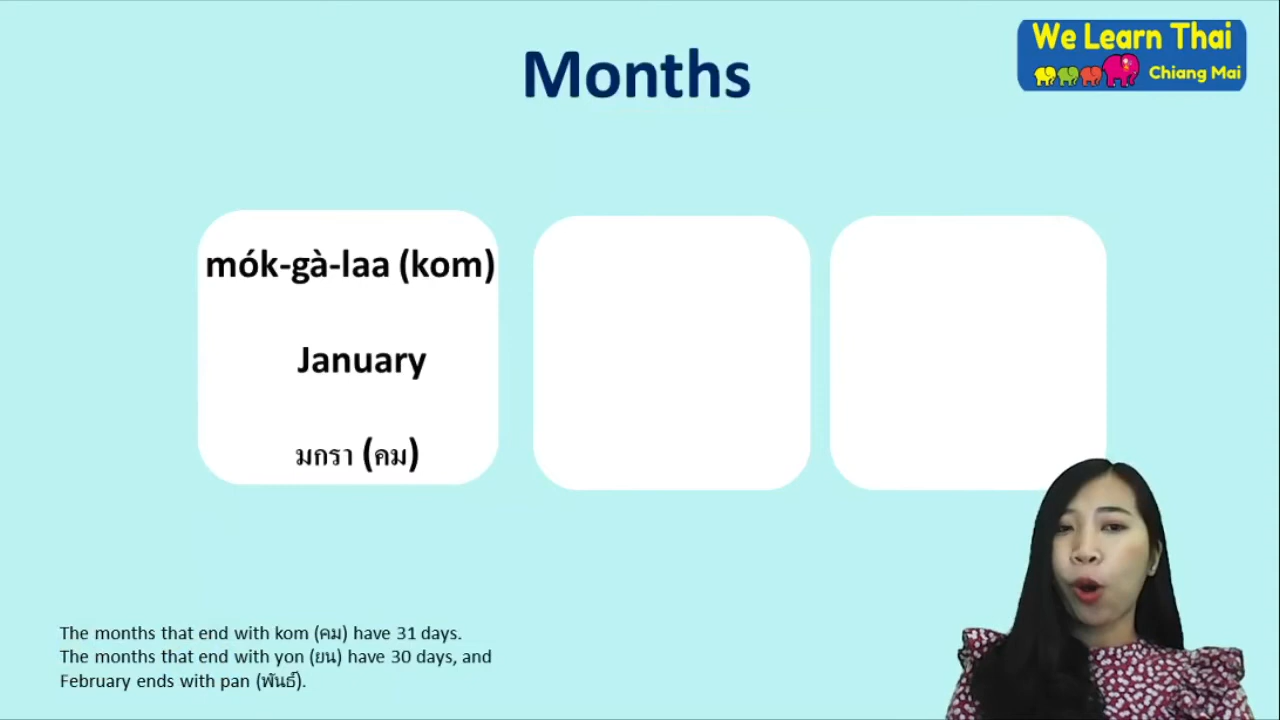 Months
We Learn Thai
Chiang Mai
mók-gà-laa (kom)
January
มกรา (คม)
The months that end with kom (คม) have 31 days.
The months that end with yon (ยน) have 30 days, and
February ends with pan (พันธ์).